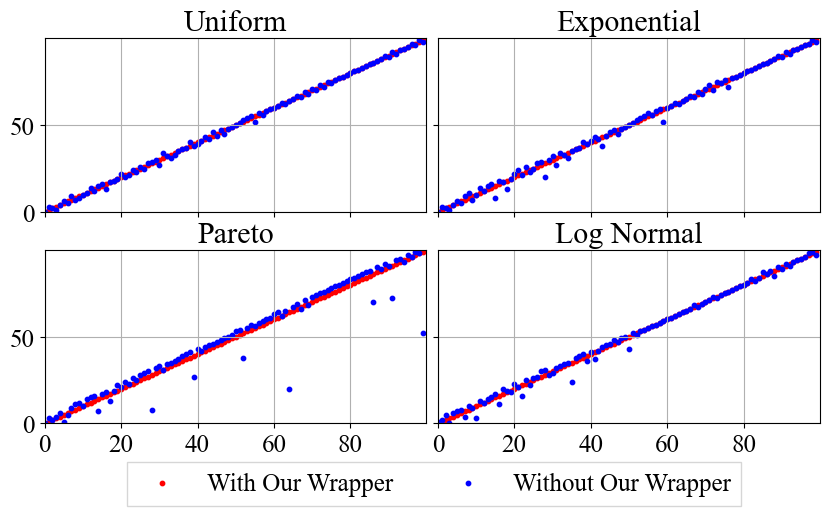 Uniform Exponential
50
0
Pareto Log Normal
50
0
0 20 40 60 80 0 20 40 60 80
With Our Wrapper Without Our Wrapper